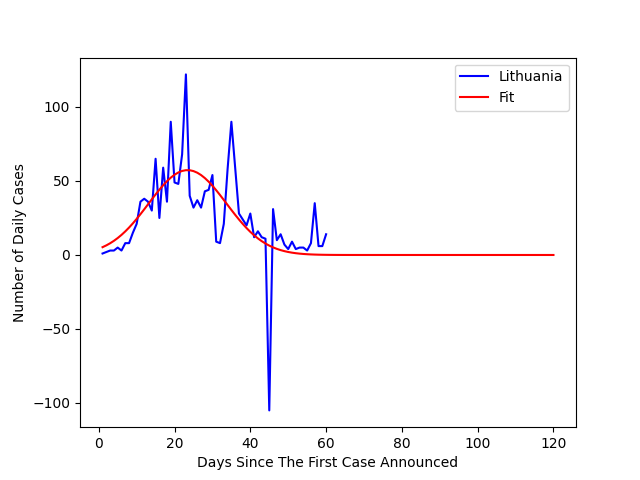 Lithuania
Fit
100
50
0
−50
−100
Number of Daily Cases
0 20 40 60 80 100 120
Days Since The First Case Announced